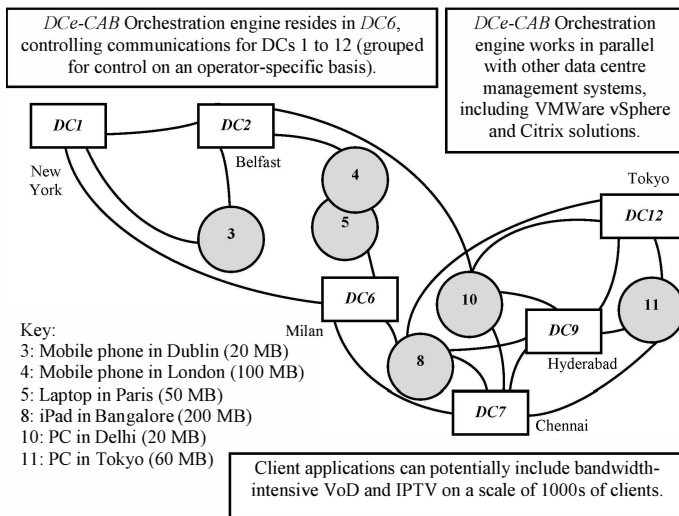 DCe-CAB Orchestration engine resides in DC6,
controlling communications for DCs 1 to 12 (grouped
for control on an operator-specific basis).
DCe-CAB Orchestration
engine works in parallel
with other data centre
management systems,
including VMWare vSphere
and Citrix solutions.
DC1
New
York
DC2
Belfast
3
4
5
DC6
Milan
Tokyo
DC12
10
11
DC9
Hyderabad
8
DC7
Chennai
Key:
3: Mobile phone in Dublin (20 MB)
4: Mobile phone in London (100 MB)
5: Laptop in Paris (50 MB)
8: iPad in Bangalore (200 MB)
10: PC in Delhi (20 MB)
11: PC in Tokyo (60 MB)
Client applications can potentially include bandwidth-
intensive VoD and IPTV on a scale of 1000s of clients.